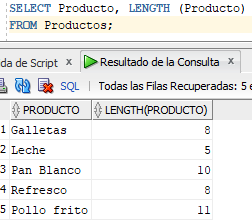 SELECT Producto, LENGTH (Producto)
FROM Productos;
da de Script × Resultado de la Consulta ×
SQL | Todas las Filas Recuperadas: 5 e
PRODUCTO LENGTH(PRODUCTO)
1 Galletas 8
2 Leche 5
3 Pan Blanco 10
4 Refresco 8
5 Pollo frito 11